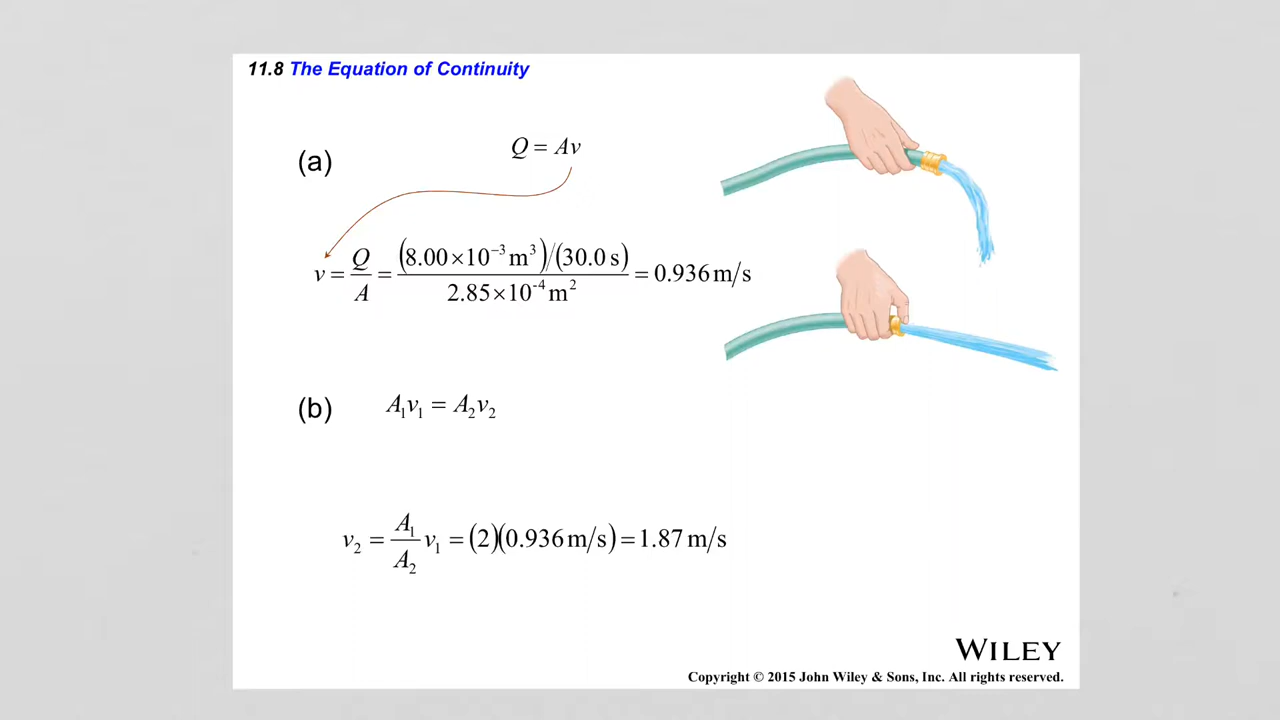 11.8 The Equation of Continuity
(a)
Q = Av
v = Q/A = (8.00×10⁻³ m³)/(30.0 s) / 2.85×10⁻⁴ m² = 0.936 m/s
(b)
A₁v₁ = A₂v₂
v₂ = A₁/A₂ v₁ = (2)(0.936 m/s) = 1.87 m/s
WILEY
Copyright © 2015 John Wiley & Sons, Inc. All rights reserved.